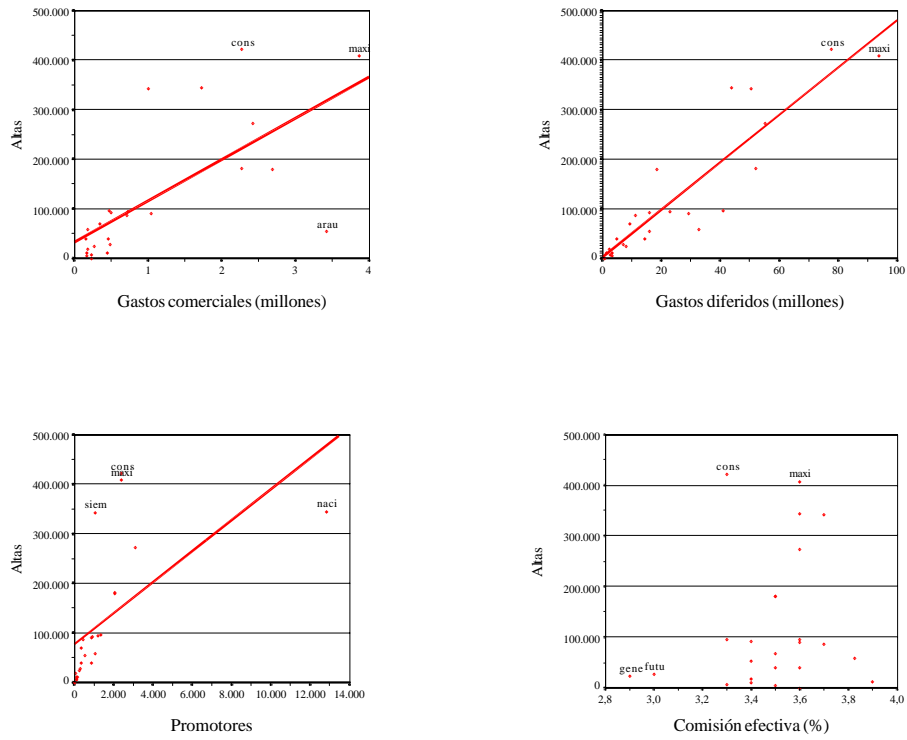 500.000
400.000
300.000
200.000
100.000
0
Altas
cons
maxi
arau
0 1 2 3 4
Gastos comerciales (millones)
500.000
400.000
300.000
200.000
100.000
0
Altas
cons
maxi
0 20 40 60 80 100
Gastos diferidos (millones)
500.000
400.000
300.000
200.000
100.000
0
Altas
cons
maxi
siem
naci
0 2.000 4.000 6.000 8.000 10.000 12.000 14.000
Promotores
500.000
400.000
300.000
200.000
100.000
0
Altas
cons
maxi
gene futu
2,8 3,0 3,2 3,4 3,6 3,8 4,0
Comisión efectiva (%)